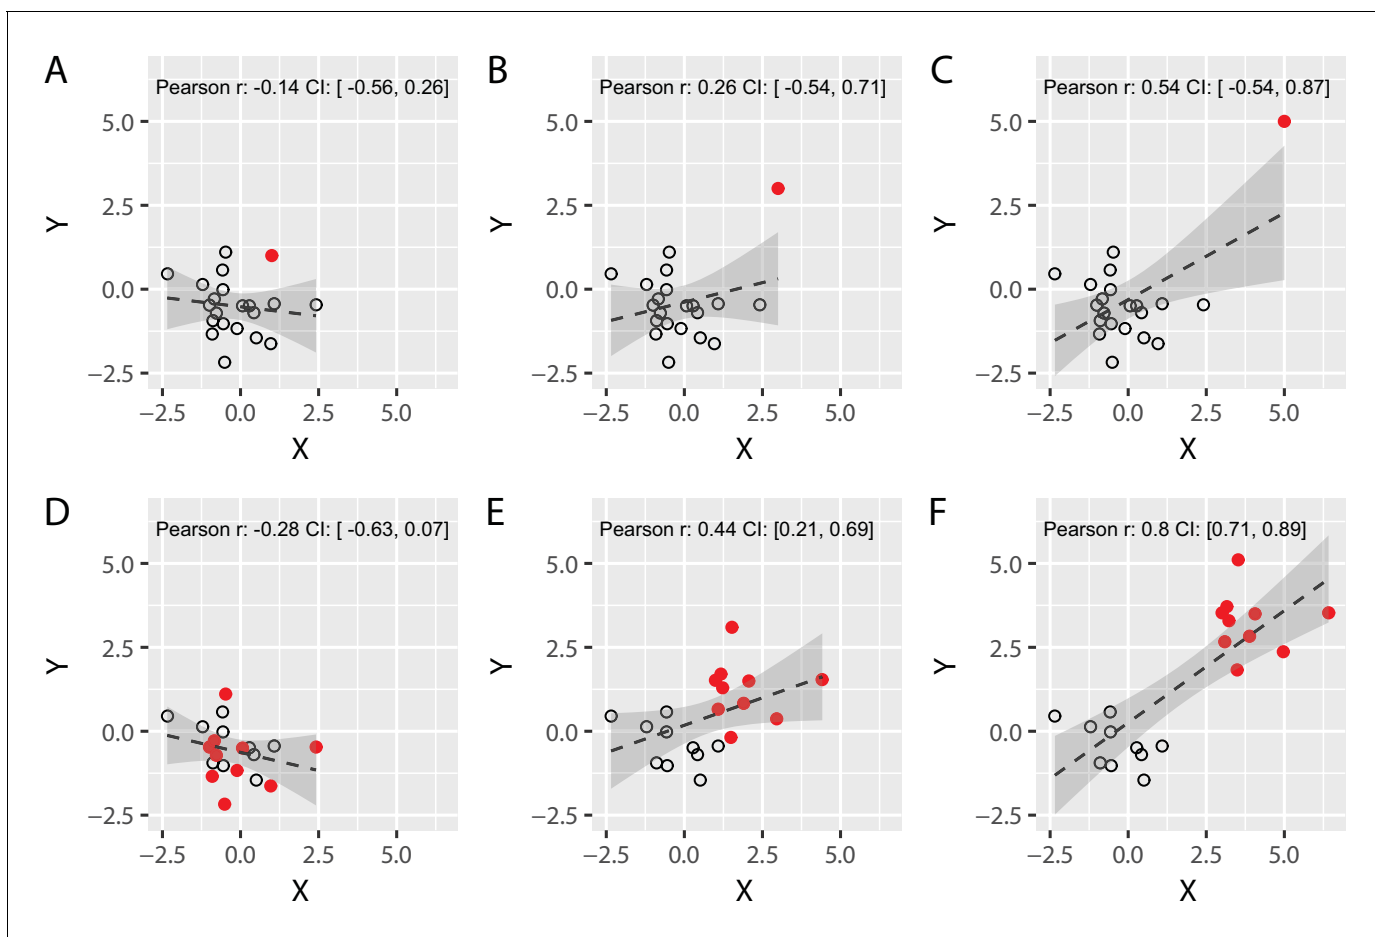 A
Pearson r: -0.14 CI: [ -0.56, 0.26]
5.0
2.5
0.0
−2.5
Y
−2.5 0.0 2.5 5.0
X
B
Pearson r: 0.26 CI: [ -0.54, 0.71]
5.0
2.5
0.0
−2.5
Y
−2.5 0.0 2.5 5.0
X
C
Pearson r: 0.54 CI: [ -0.54, 0.87]
5.0
2.5
0.0
−2.5
Y
−2.5 0.0 2.5 5.0
X
D
Pearson r: -0.28 CI: [ -0.63, 0.07]
5.0
2.5
0.0
−2.5
Y
−2.5 0.0 2.5 5.0
X
E
Pearson r: 0.44 CI: [0.21, 0.69]
5.0
2.5
0.0
−2.5
Y
−2.5 0.0 2.5 5.0
X
F
Pearson r: 0.8 CI: [0.71, 0.89]
5.0
2.5
0.0
−2.5
Y
−2.5 0.0 2.5 5.0
X